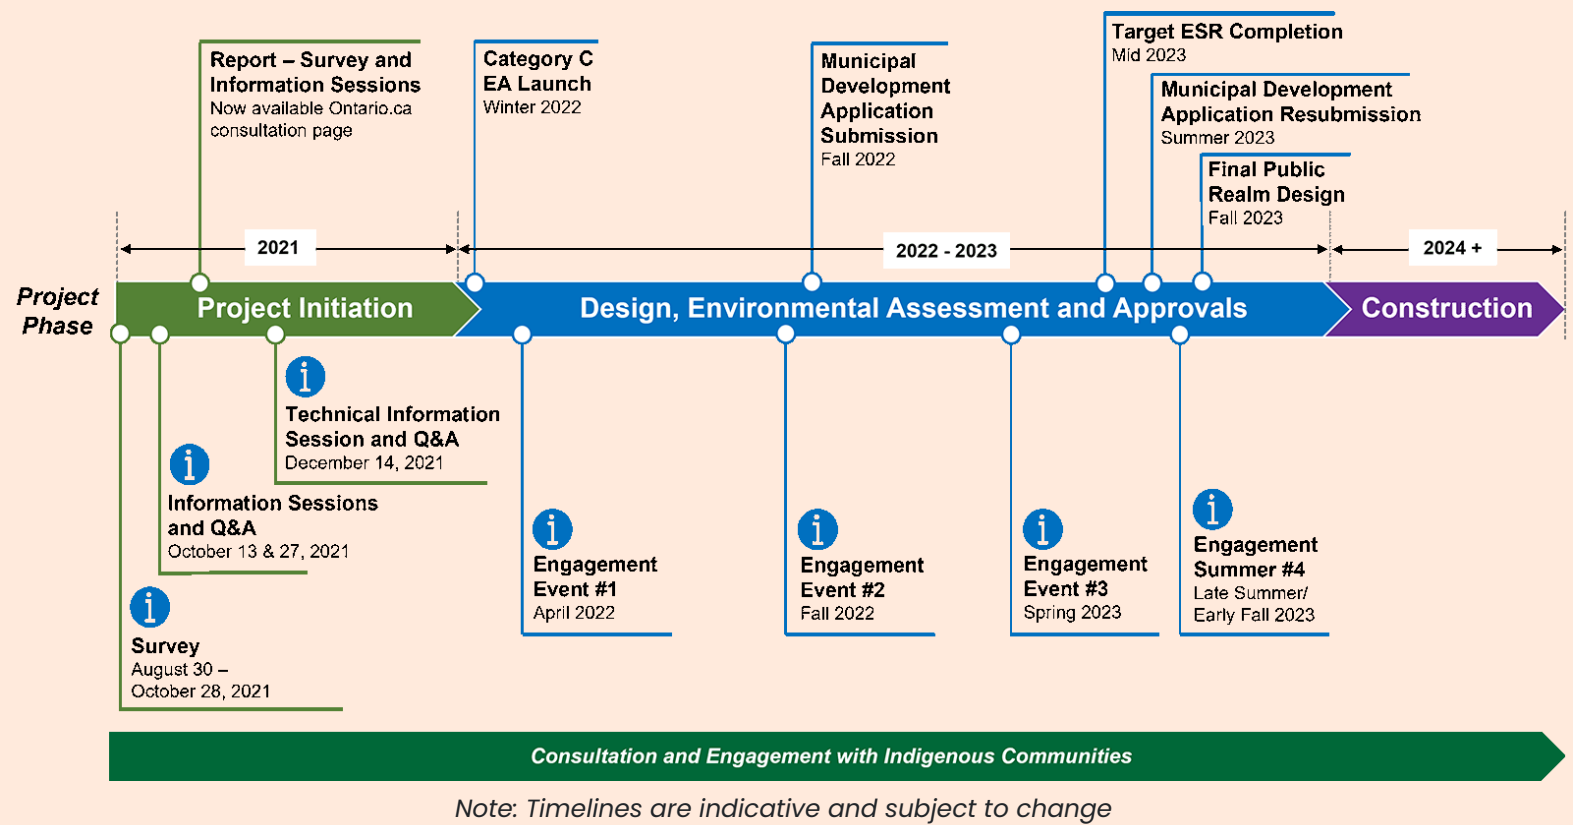 Report – Survey and
Information Sessions
Now available Ontario.ca
consultation page
Category C
EA Launch
Winter 2022
Municipal
Development
Application
Submission
Fall 2022
Target ESR Completion
Mid 2023
Municipal Development
Application Resubmission
Summer 2023
Final Public
Realm Design
Fall 2023
2021
2022 - 2023
2024 +
Project
Phase
Project Initiation
Design, Environmental Assessment and Approvals
Construction
Technical Information
Session and Q&A
December 14, 2021
Information Sessions
and Q&A
October 13 & 27, 2021
Survey
August 30 –
October 28, 2021
Engagement
Event #1
April 2022
Engagement
Event #2
Fall 2022
Engagement
Event #3
Spring 2023
Engagement
Summer #4
Late Summer/
Early Fall 2023
Consultation and Engagement with Indigenous Communities
Note: Timelines are indicative and subject to change